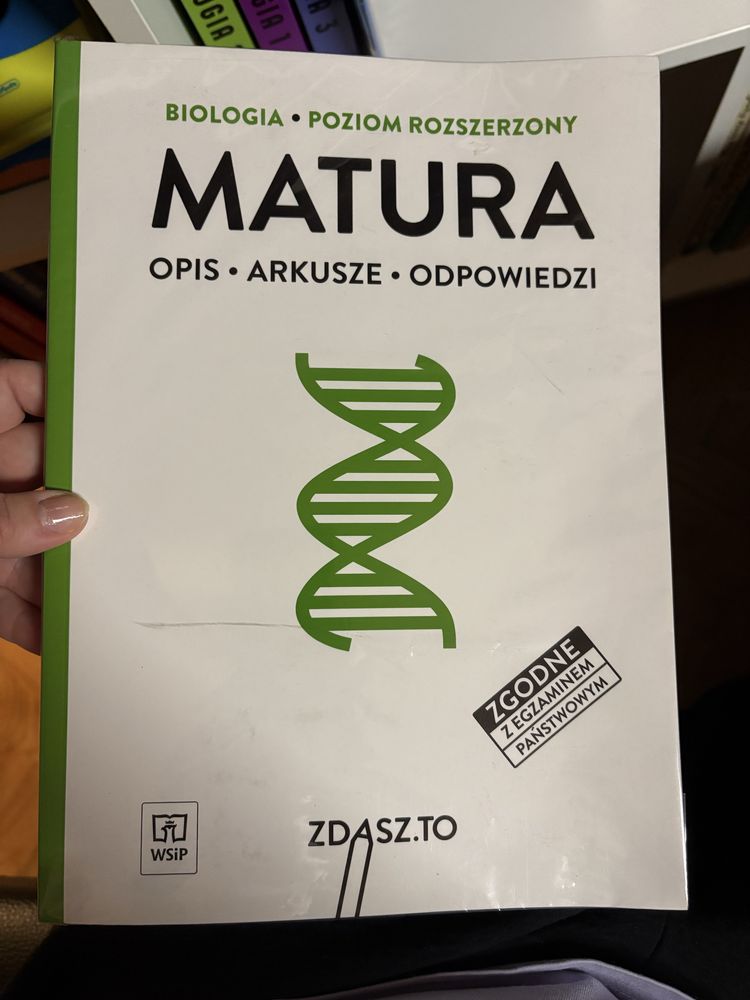 BIOLOGIA • POZIOM ROZSZERZONY
MATURA
OPIS • ARKUSZE • ODPOWIEDZI
ZGODNE
Z EGZAMINEM
PAŃSTWOWYM
WSiP
ZDASZ.TO